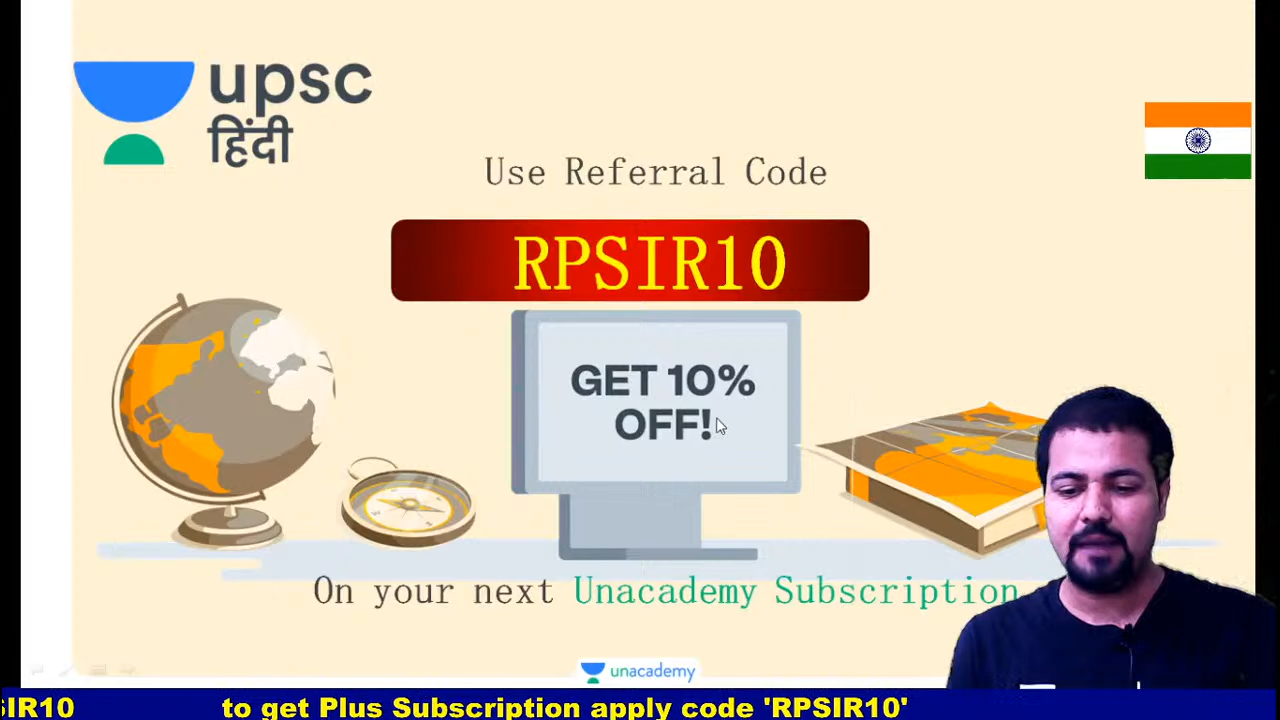 upsc
हिंदी
Use Referral Code
RPSIR10
GET 10%
OFF!
On your next Unacademy Subscription
unacademy
SIR10 to get Plus Subscription apply code 'RPSIR10'